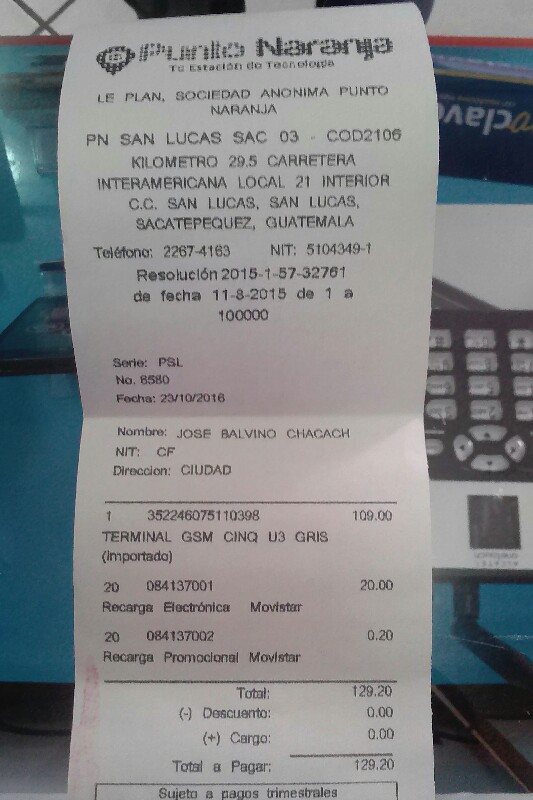 Punto Naranja
Tu Estación de Tecnología
LE PLAN, SOCIEDAD ANONIMA PUNTO
NARANJA
PN SAN LUCAS SAC 03 - COD2106
KILOMETRO 29.5 CARRETERA
INTERAMERICANA LOCAL 21 INTERIOR
C.C. SAN LUCAS, SAN LUCAS,
SACATEPEQUEZ, GUATEMALA
Teléfono: 2267-4163 NIT: 5104349-1
Resolución 2015-1-57-32761
de fecha 11-8-2015 de 1 a
100000
Serie: PSL
No. 6580
Fecha: 23/10/2016
Nombre: JOSE BALVINO CHACACH
NIT: CF
Direccion: CIUDAD
1 352246075110398 109.00
TERMINAL GSM CINQ U3 GRIS
(importado)
20 084137001 20.00
Recarga Electrónica Movistar
20 084137002 0.20
Recarga Promocional Movistar
Total: 129.20
(-) Descuento: 0.00
(+) Cargo: 0.00
Total a Pagar: 129.20
Sujeto a pagos trimestrales